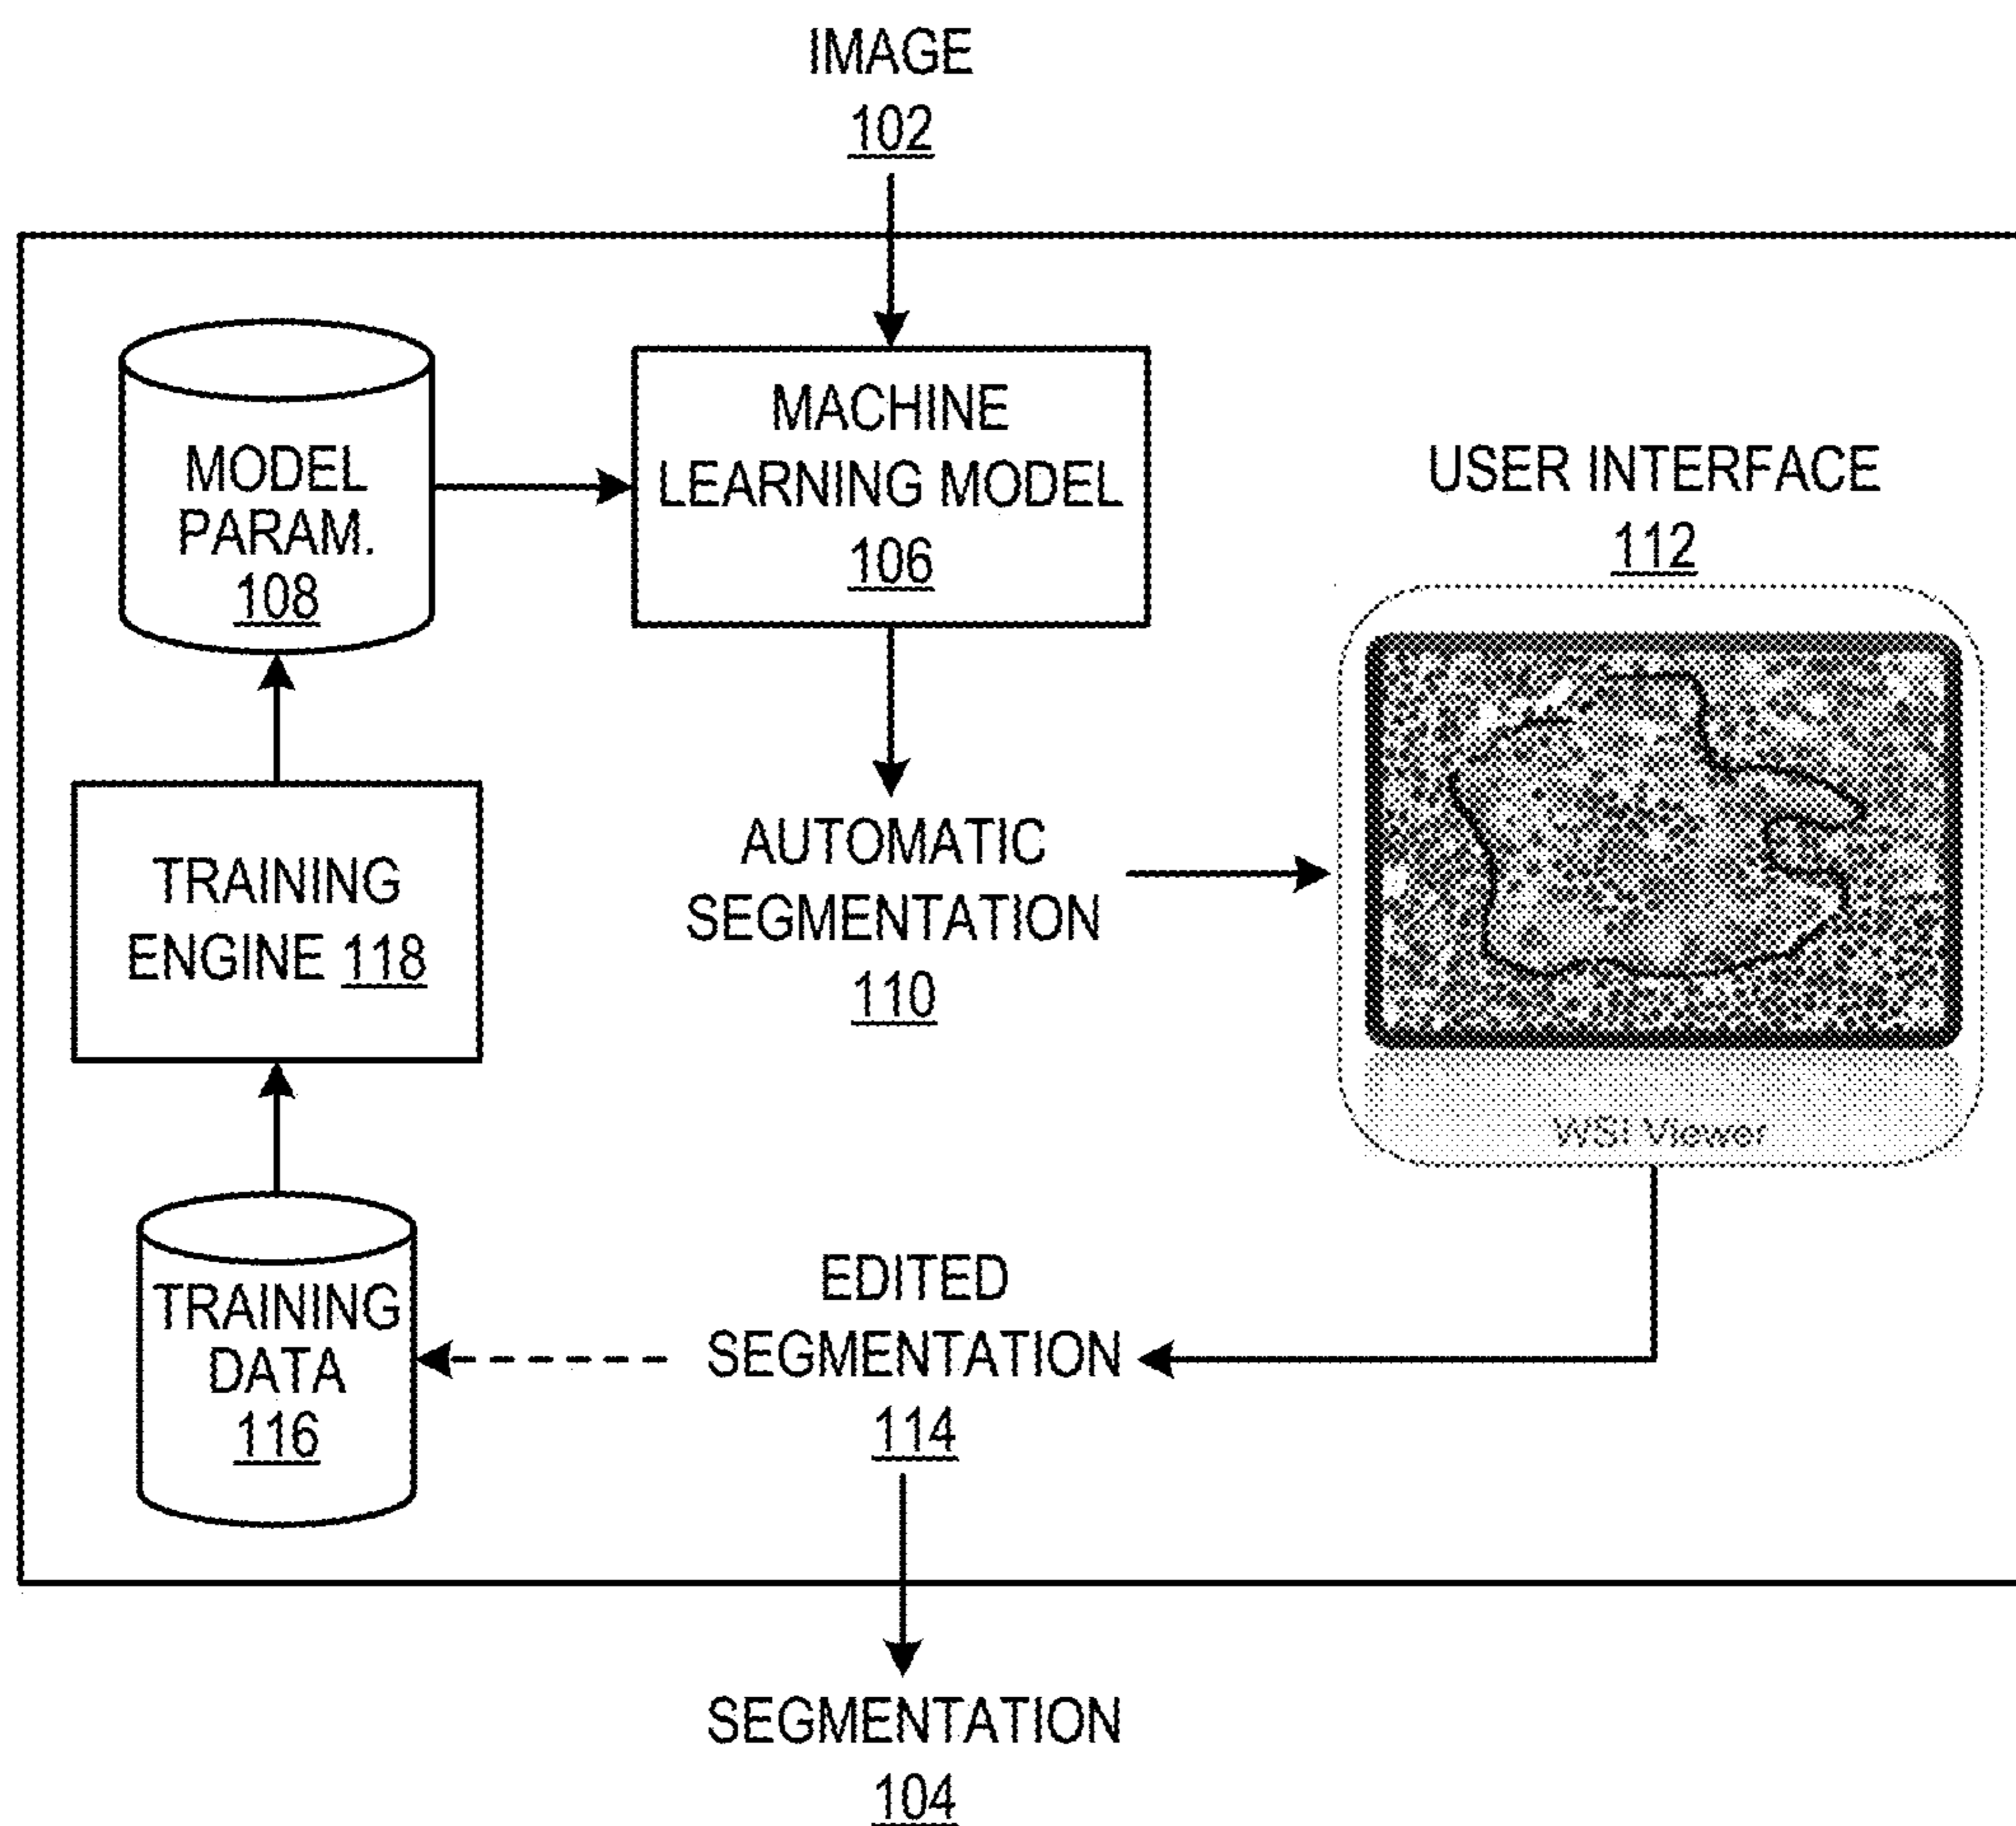 IMAGE
102
MODEL
PARAM.
108
MACHINE
LEARNING MODEL
106
USER INTERFACE
112
TRAINING
ENGINE 118
AUTOMATIC
SEGMENTATION
110
WSI Viewer
TRAINING
DATA
116
EDITED
SEGMENTATION
114
SEGMENTATION
104